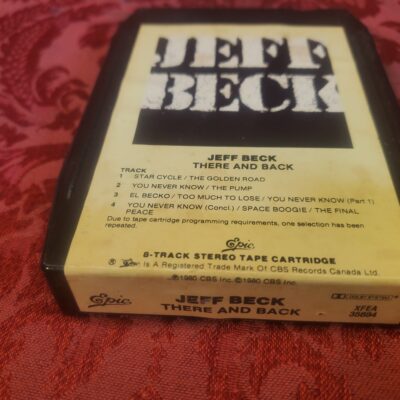 JEFF
BECK
JEFF BECK
THERE AND BACK
TRACK
1 STAR CYCLE / THE GOLDEN ROAD
2 YOU NEVER KNOW / THE PUMP
3 EL BECKO / TOO MUCH TO LOSE / YOU NEVER KNOW (Part 1)
4 YOU NEVER KNOW (Concl.) / SPACE BOOGIE / THE FINAL
PEACE
Due to tape cartridge programming requirements, one selection has been
repeated.
Epic
8-TRACK STEREO TAPE CARTRIDGE
® Epic Is A Registered Trade Mark Of CBS Records Canada Ltd.
℗1980 CBS Inc. ©1980 CBS Inc.
Epic
JEFF BECK
THERE AND BACK
DOLBY SYSTEM
XFEA
35684